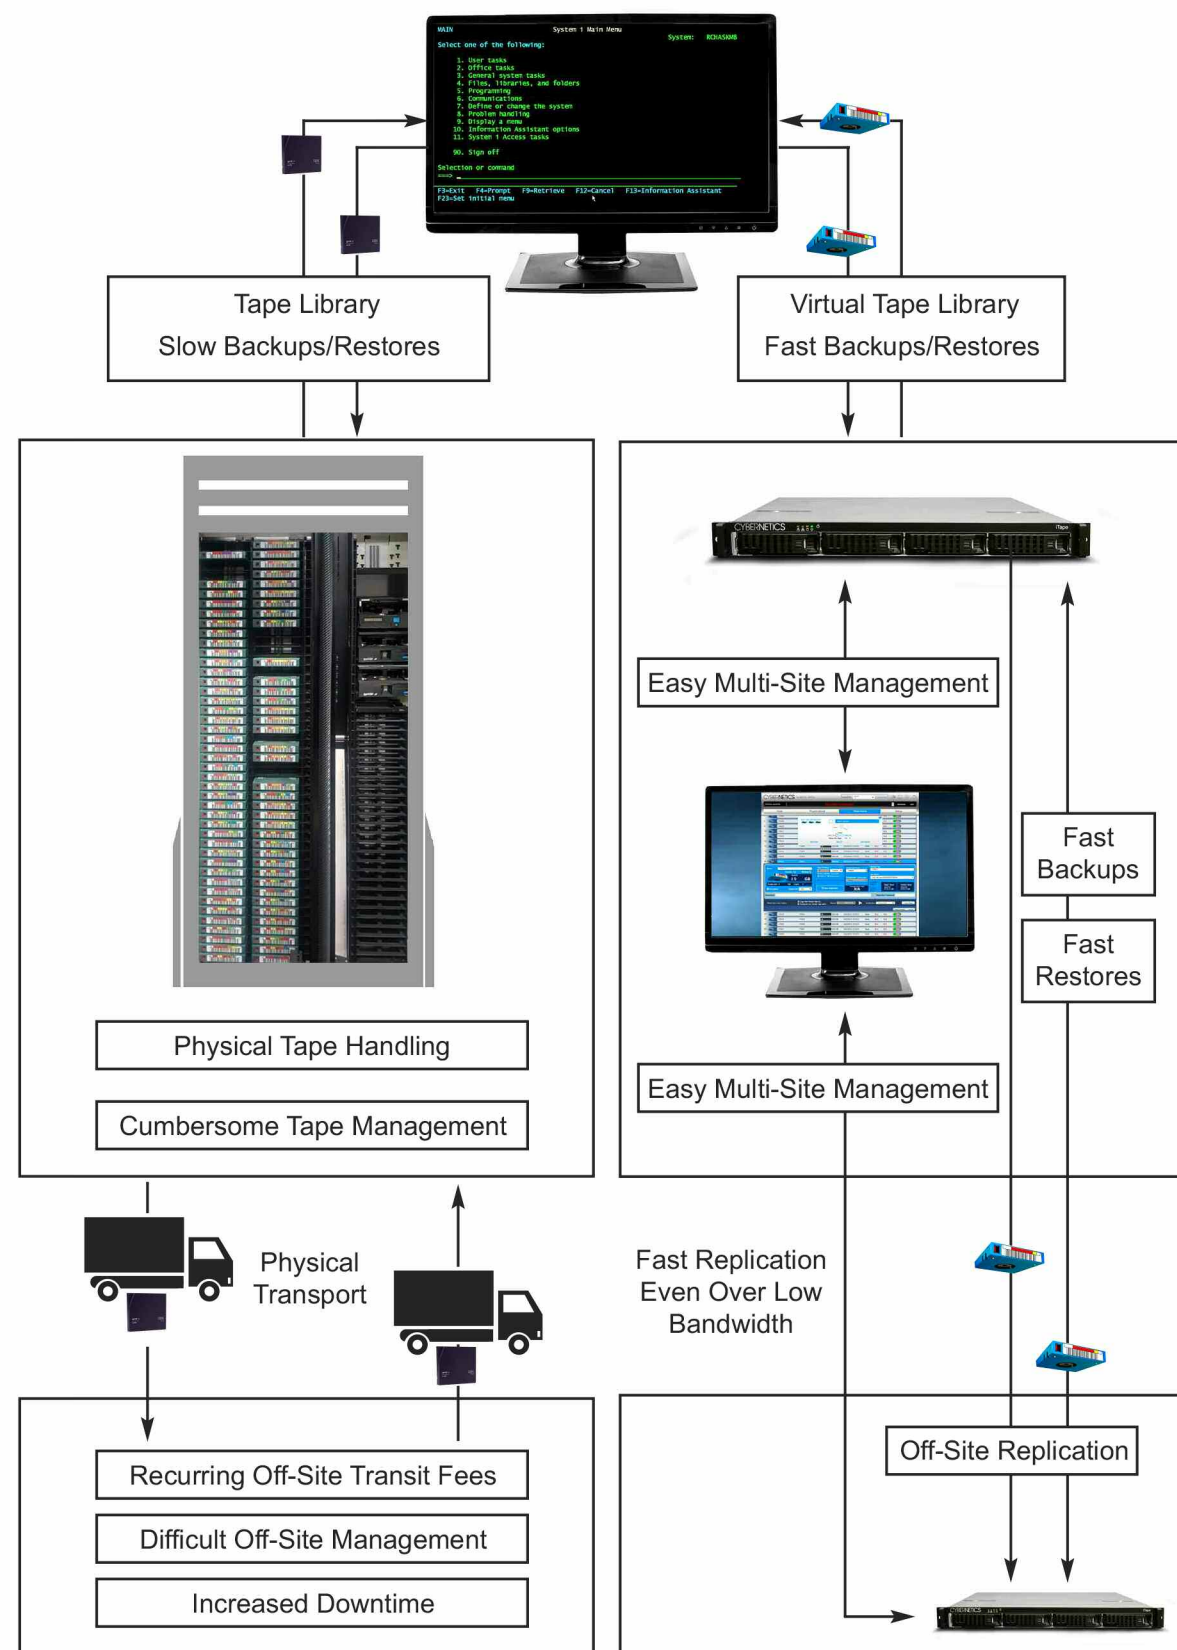 MAIN System i Main Menu
System: RCHASKMB
Select one of the following:
1. User tasks
2. Office tasks
3. General system tasks
4. Files, libraries, and folders
5. Programming
6. Communications
7. Define or change the system
8. Problem handling
9. Display a menu
10. Information Assistant options
11. System i Access tasks
90. Sign off
Selection or command
===>
F3=Exit F4=Prompt F9=Retrieve F12=Cancel F13=Information Assistant
F23=Set initial menu
Tape Library
Slow Backups/Restores
Virtual Tape Library
Fast Backups/Restores
CYBERNETICS iTape
Easy Multi-Site Management
CYBERNETICS
Fast
Backups
Fast
Restores
Physical Tape Handling
Easy Multi-Site Management
Cumbersome Tape Management
Physical
Transport
Fast Replication
Even Over Low
Bandwidth
Off-Site Replication
Recurring Off-Site Transit Fees
Difficult Off-Site Management
Increased Downtime
CYBERNETICS